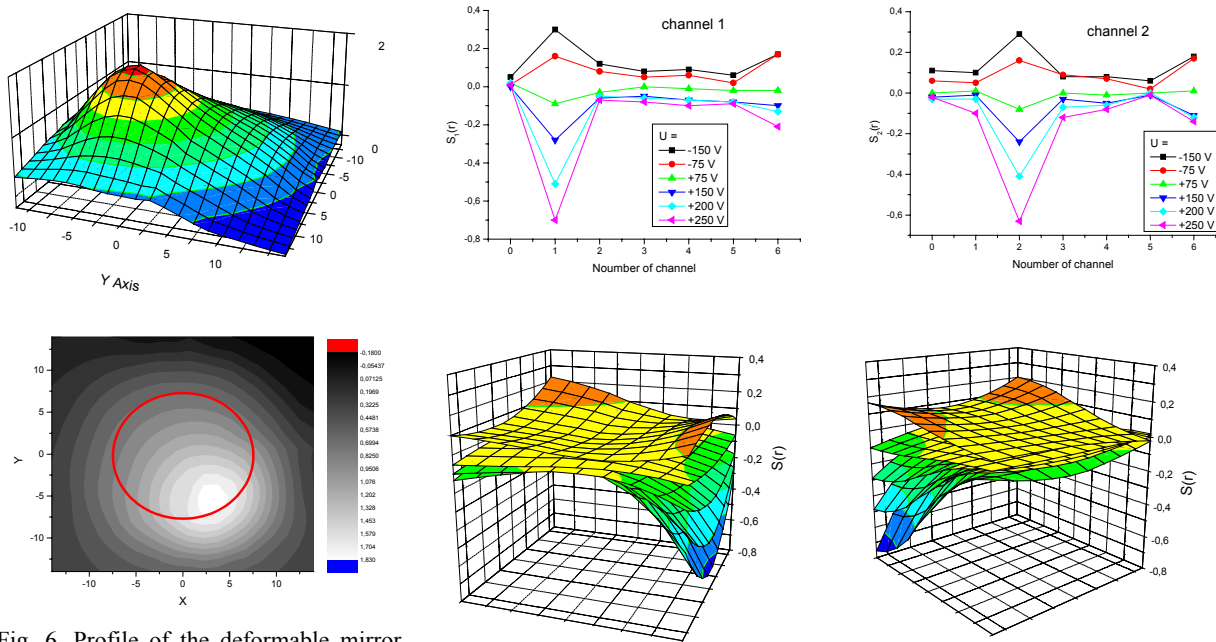 2
0
-10
-5
0
5
10
-10
-5
0
5
10
Y Axis
channel 1
0,4
0,2
0,0
-0,2
-0,4
-0,6
-0,8
S₁(r)
U =
-150 V
-75 V
+75 V
+150 V
+200 V
+250 V
0 1 2 3 4 5 6
Noumber of channel
channel 2
0,4
0,2
0,0
-0,2
-0,4
-0,6
S₂(r)
U =
-150 V
-75 V
+75 V
+150 V
+200 V
+250 V
0 1 2 3 4 5 6
Noumber of channel
10
5
0
-5
-10
Y
-10 -5 0 5 10
X
-0,1800
-0,05437
0,07125
0,1969
0,3225
0,4481
0,5738
0,6994
0,8250
0,9506
1,076
1,202
1,328
1,453
1,579
1,704
1,830
0,4
0,2
0,0
-0,2
-0,4
-0,6
-0,8
S(r)
0,4
0,2
0,0
-0,2
-0,4
-0,6
-0,8
S(r)
Fig. 6. Profile of the deformable mirror